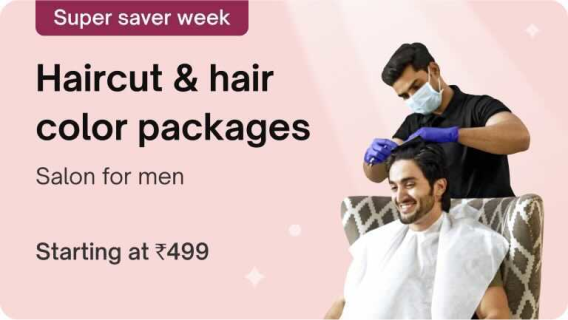 Super saver week
Haircut & hair
color packages
Salon for men
Starting at ₹499